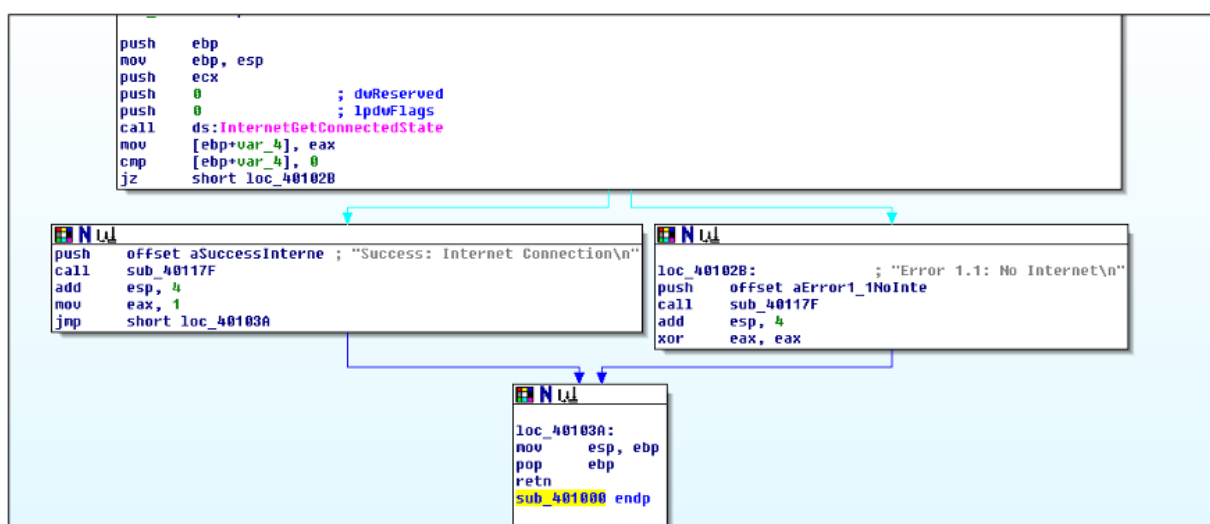 push ebp
mov ebp, esp
push ecx
push 0 ; dwReserved
push 0 ; lpdwFlags
call ds:InternetGetConnectedState
mov [ebp+var_4], eax
cmp [ebp+var_4], 0
jz short loc_40102B
push offset aSuccessInterne ; "Success: Internet Connection\n"
call sub_40117F
add esp, 4
mov eax, 1
jmp short loc_40103A
loc_40102B: ; "Error 1.1: No Internet\n"
push offset aError1_1NoInte
call sub_40117F
add esp, 4
xor eax, eax
loc_40103A:
mov esp, ebp
pop ebp
retn
sub_401000 endp